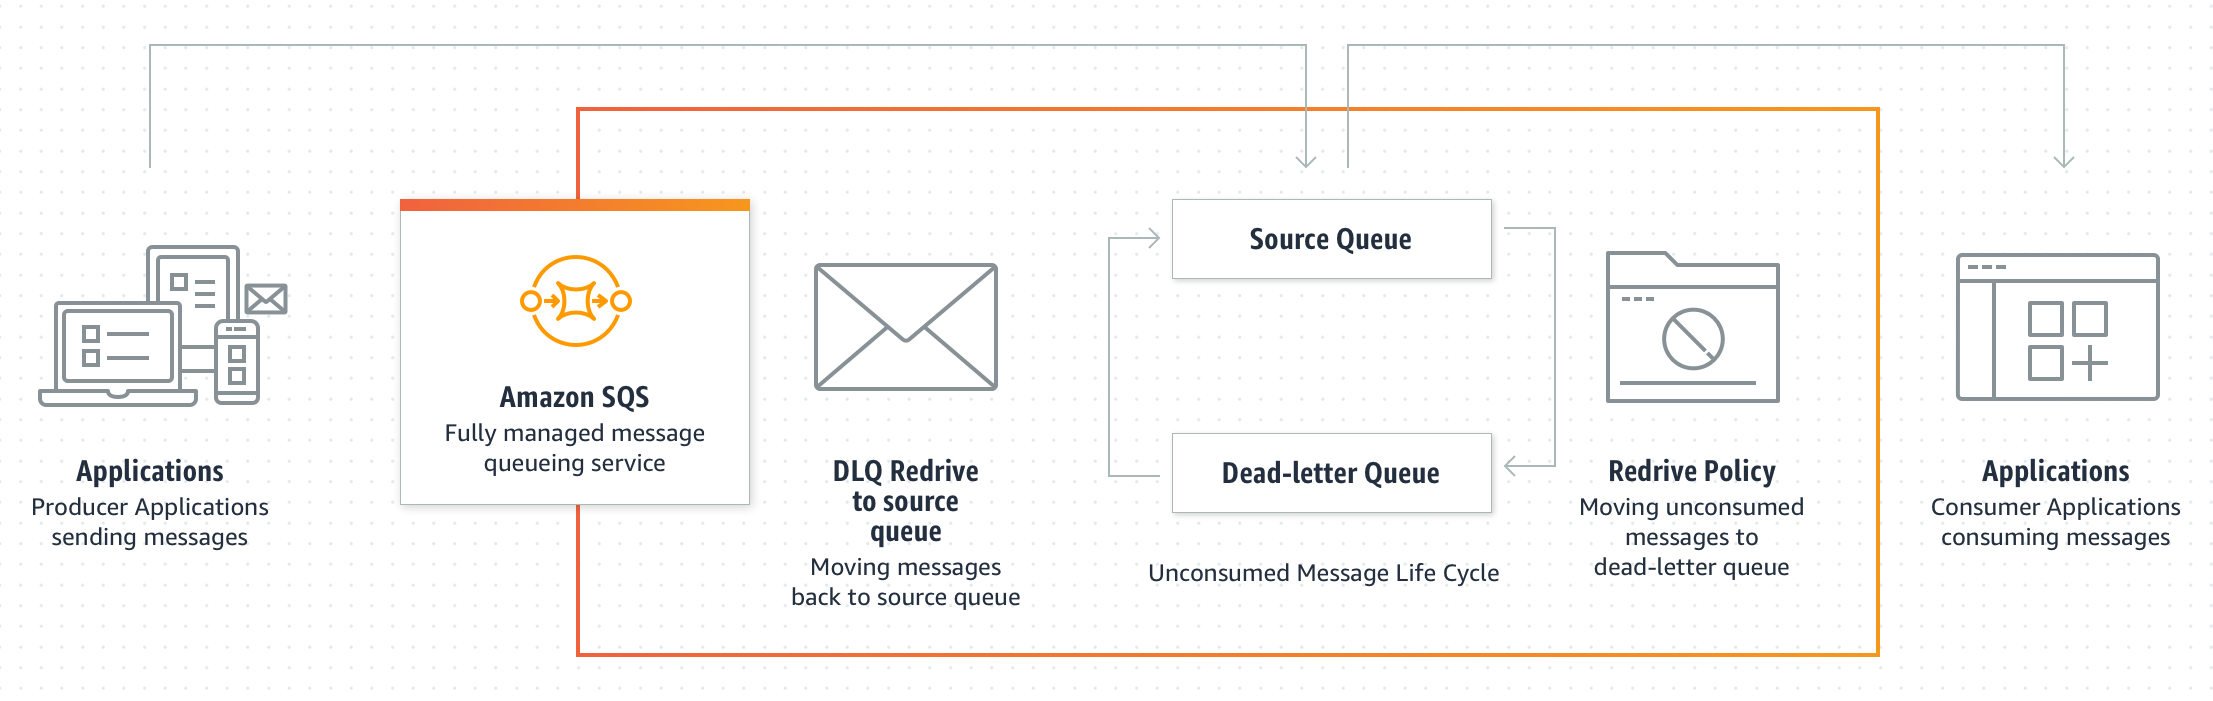 Applications
Producer Applications
sending messages
Amazon SQS
Fully managed message
queueing service
DLQ Redrive
to source
queue
Moving messages
back to source queue
Source Queue
Dead-letter Queue
Unconsumed Message Life Cycle
Redrive Policy
Moving unconsumed
messages to
dead-letter queue
Applications
Consumer Applications
consuming messages